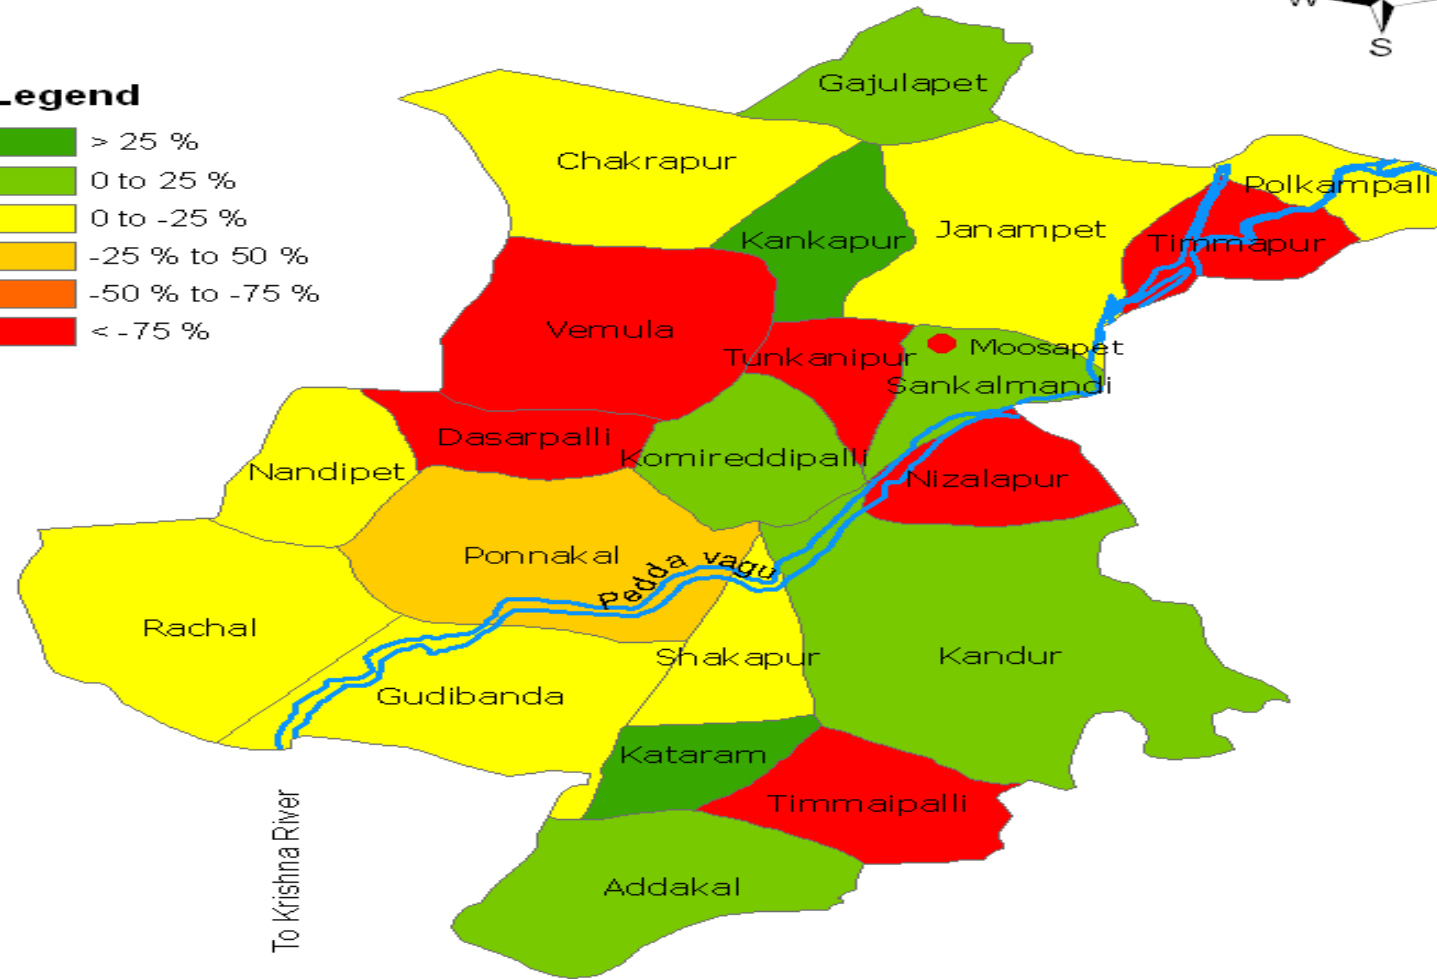 W
S
Legend
> 25 %
0 to 25 %
0 to -25 %
-25 % to 50 %
-50 % to -75 %
< -75 %
Gajulapet
Chakrapur
Polkampall
Kankapur
Janampet
Timmapur
Vemula
Tunkanipur
Moosapet
Sankalmandi
Dasarpalli
Komireddipalli
Nandipet
Nizalapur
Ponnakal
Pedda vagu
Rachal
Shakapur
Kandur
Gudibanda
Kataram
Timmaipalli
To Krishna River
Addakal